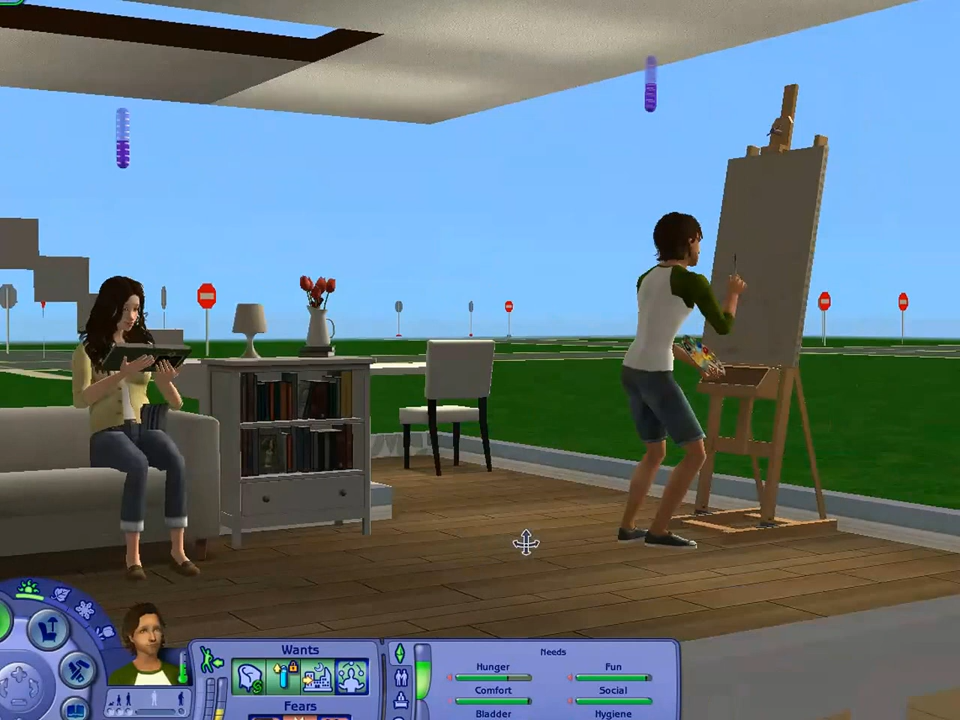 Wants
Fears
Needs
Hunger
Fun
Comfort
Social
Bladder
Hygiene